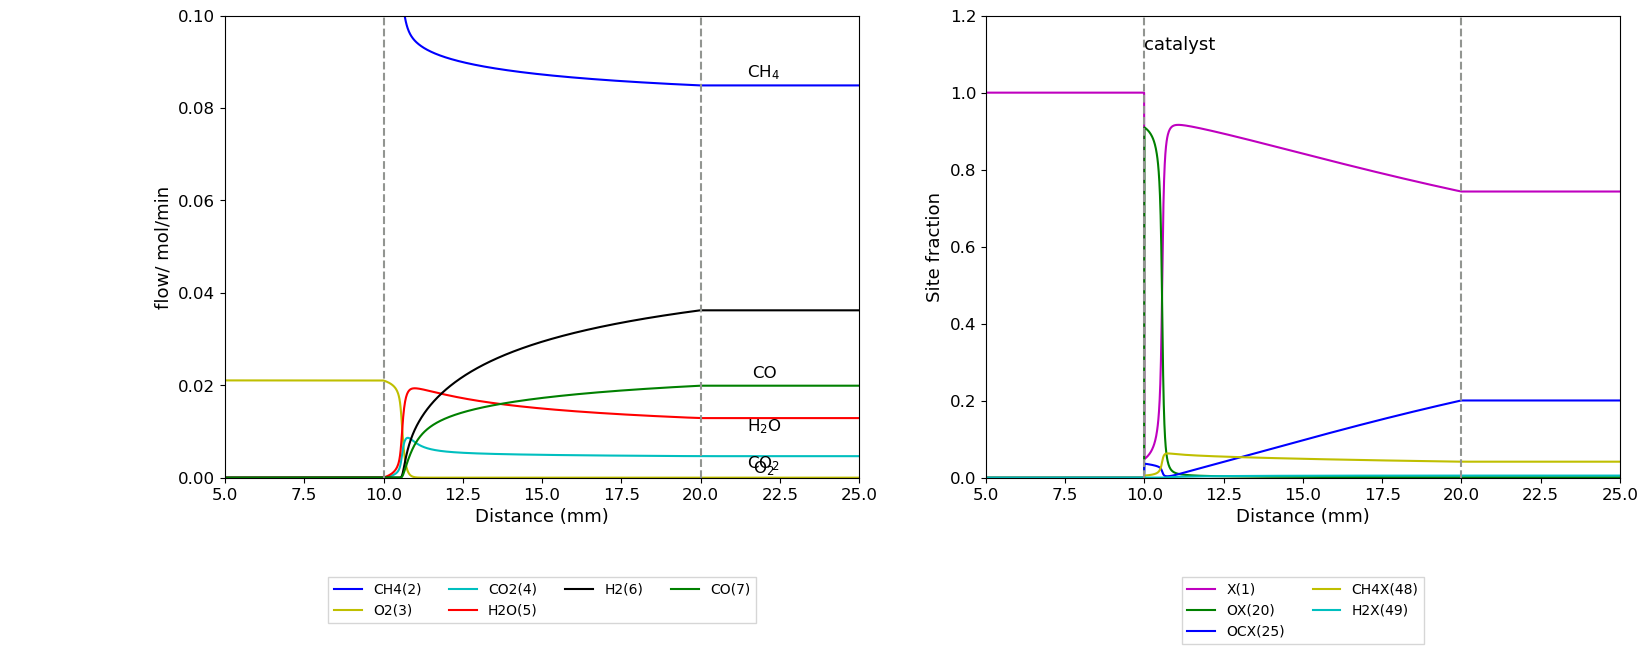 0.10
0.08
0.06
0.04
0.02
0.00
flow/ mol/min
CH₄
CO
H₂O
CO₂
O₂
5.0 7.5 10.0 12.5 15.0 17.5 20.0 22.5 25.0
Distance (mm)
CH4(2) CO2(4) H2(6) CO(7)
O2(3) H2O(5)
1.2
1.0
0.8
0.6
0.4
0.2
0.0
Site fraction
catalyst
5.0 7.5 10.0 12.5 15.0 17.5 20.0 22.5 25.0
Distance (mm)
X(1) CH4X(48)
OX(20) H2X(49)
OCX(25)